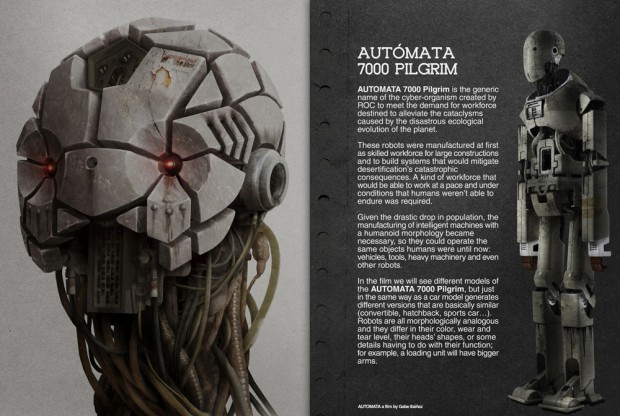 AUTÓMATA
7000 PILGRIM
AUTOMATA 7000 Pilgrim is the generic
name of the cyber-organism created by
ROC to meet the demand for workforce
destined to alleviate the cataclysms
caused by the disastrous ecological
evolution of the planet.
These robots were manufactured at first
as skilled workforce for large constructions
and to build systems that would mitigate
desertification's catastrophic
consequences. A kind of workforce that
would be able to work at a pace and under
conditions that humans weren't able to
endure was required.
Given the drastic drop in population, the
manufacturing of intelligent machines with
a humanoid morphology became
necessary, so they could operate the
same objects humans were until now:
vehicles, tools, heavy machinery and even
other robots.
In the film we will see different models of
the AUTOMATA 7000 Pilgrim, but just
in the same way as a car model generates
different versions that are basically similar
(convertible, hatchback, sports car...).
Robots are all morphologically analogous
and they differ in their color, wear and
tear level, their heads' shapes, or some
details having to do with their function;
for example, a loading unit will have bigger
arms.
AUTOMATA a film by Gabe Ibáñez